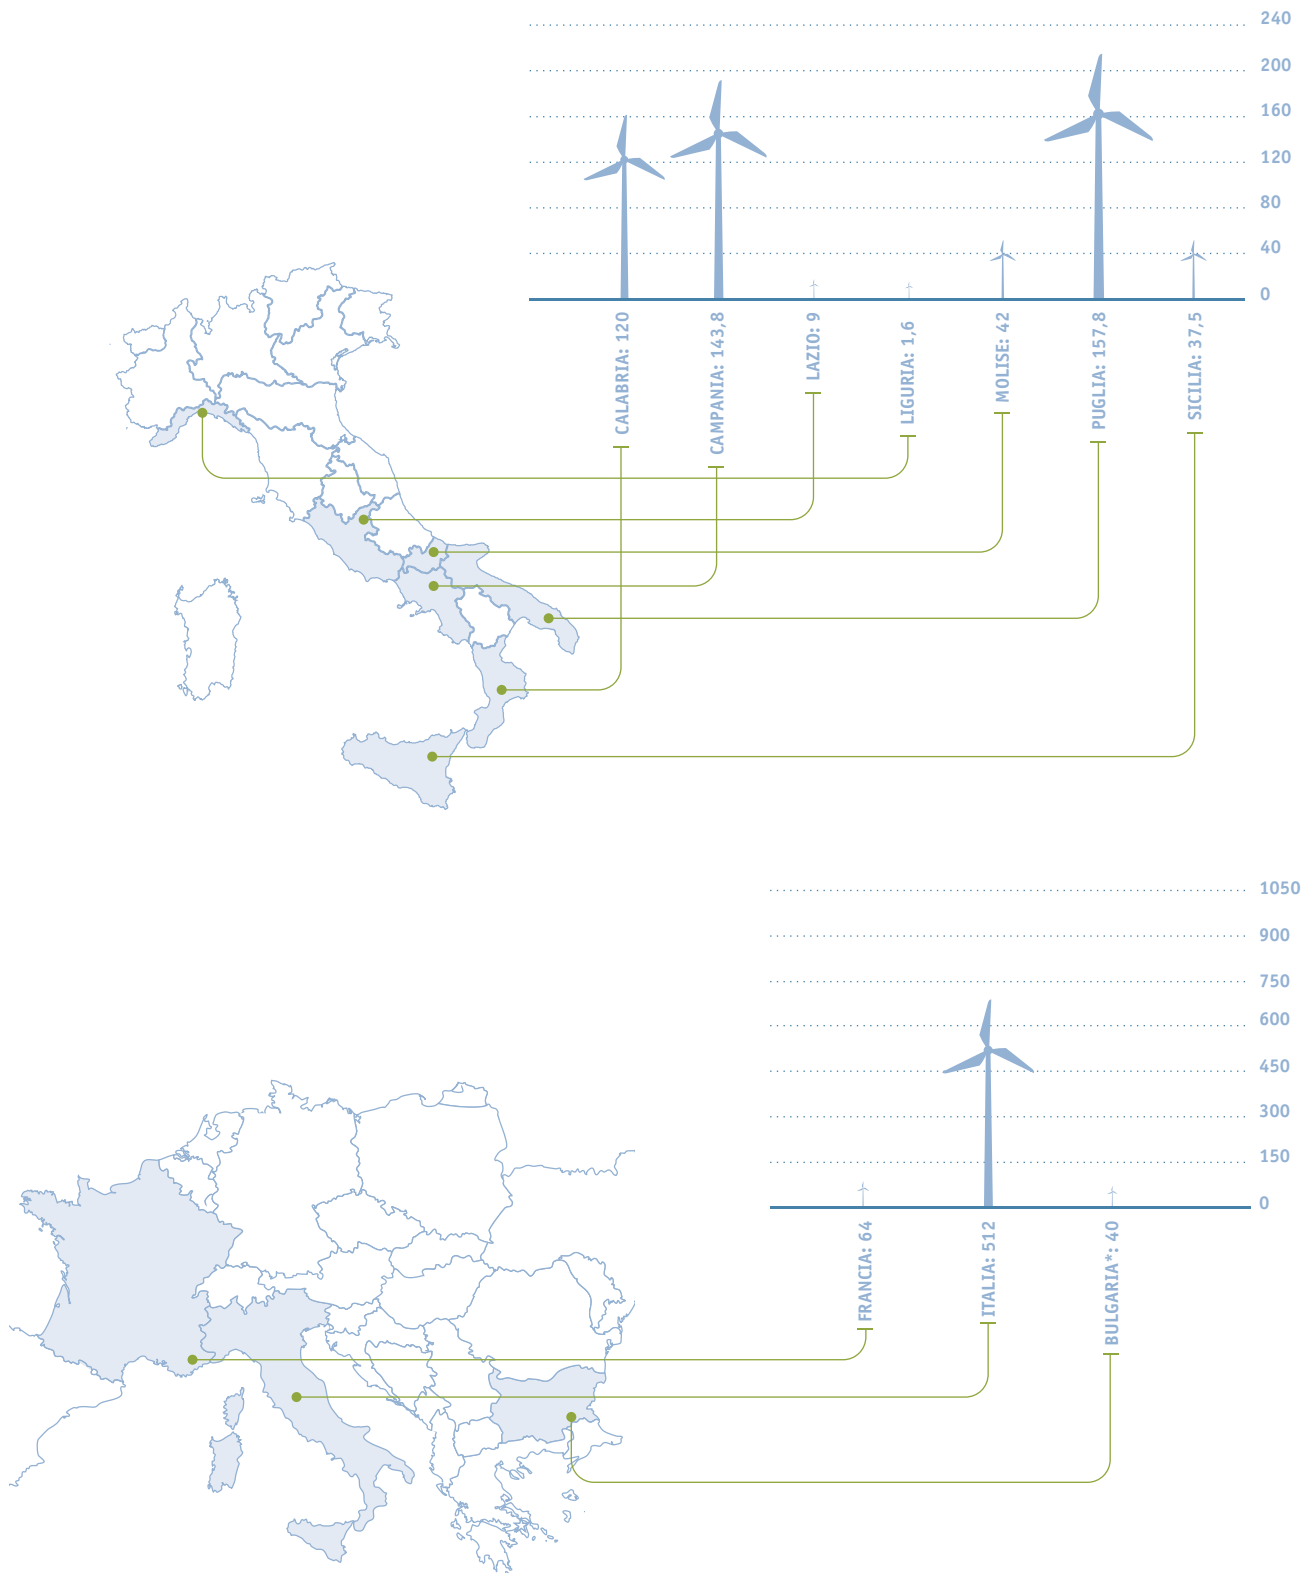 240
200
160
120
80
40
0
CALABRIA: 120
CAMPANIA: 143,8
LAZIO: 9
LIGURIA: 1,6
MOLISE: 42
PUGLIA: 157,8
SICILIA: 37,5
1050
900
750
600
450
300
150
0
FRANCIA: 64
ITALIA: 512
BULGARIA*: 40